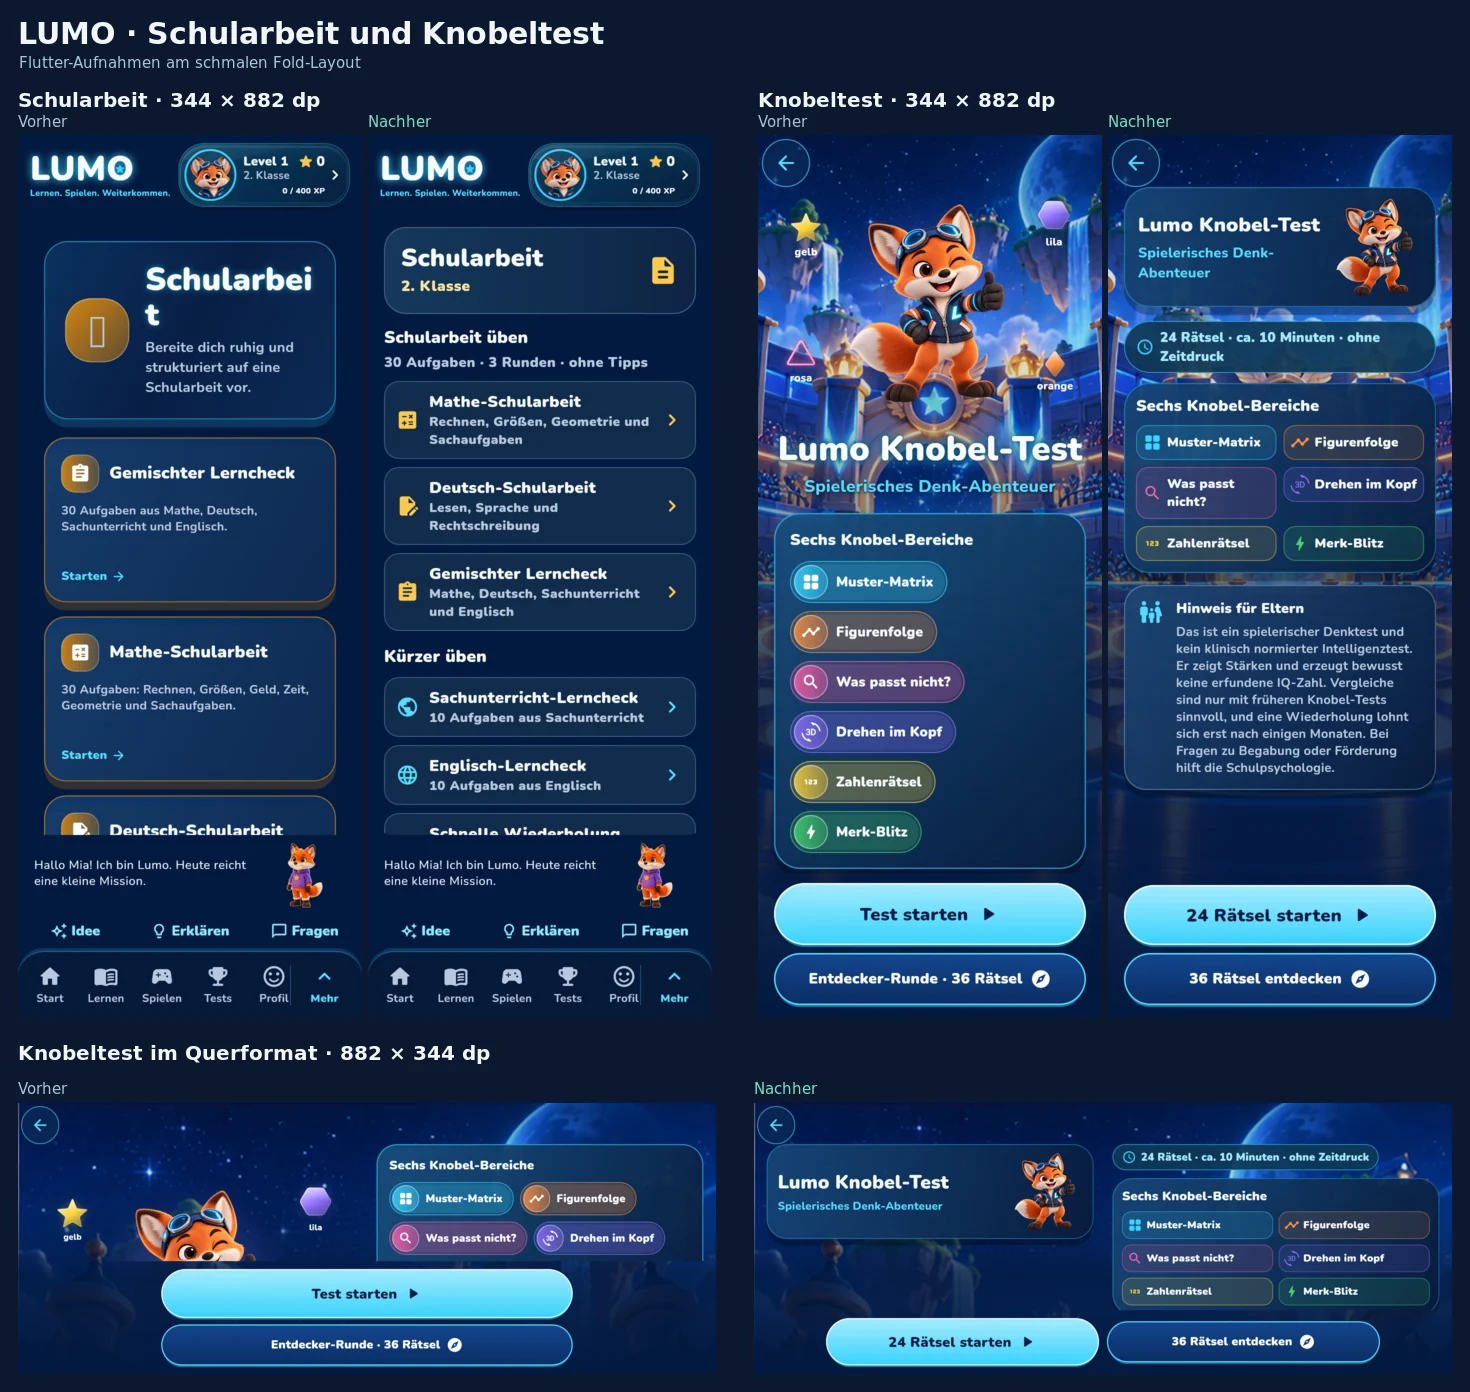 LUMO · Schularbeit und Knobeltest
Flutter-Aufnahmen am schmalen Fold-Layout
Schularbeit · 344 × 882 dp
Vorher
LUMO
Lernen. Spielen. Weiterkommen.
Level 1 0
2. Klasse
0 / 400 XP
Schularbei
t
Bereite dich ruhig und
strukturiert auf eine
Schularbeit vor.
Gemischter Lerncheck
30 Aufgaben aus Mathe, Deutsch,
Sachunterricht und Englisch.
Starten →
Mathe-Schularbeit
30 Aufgaben: Rechnen, Größen, Geld, Zeit,
Geometrie und Sachaufgaben.
Starten →
Deutsch-Schularbeit
Hallo Mia! Ich bin Lumo. Heute reicht
eine kleine Mission.
Idee Erklären Fragen
Start Lernen Spielen Tests Profil Mehr
Nachher
LUMO
Lernen. Spielen. Weiterkommen.
Level 1 0
2. Klasse
0 / 400 XP
Schularbeit
2. Klasse
Schularbeit üben
30 Aufgaben · 3 Runden · ohne Tipps
Mathe-Schularbeit
Rechnen, Größen, Geometrie und
Sachaufgaben
Deutsch-Schularbeit
Lesen, Sprache und
Rechtschreibung
Gemischter Lerncheck
Mathe, Deutsch, Sachunterricht
und Englisch
Kürzer üben
Sachunterricht-Lerncheck
10 Aufgaben aus Sachunterricht
Englisch-Lerncheck
10 Aufgaben aus Englisch
Schnelle Wiederholung
Hallo Mia! Ich bin Lumo. Heute reicht
eine kleine Mission.
Idee Erklären Fragen
Start Lernen Spielen Tests Profil Mehr
Knobeltest · 344 × 882 dp
Vorher
gelb
lila
L
rosa
orange
Lumo Knobel-Test
Spielerisches Denk-Abenteuer
Sechs Knobel-Bereiche
Muster-Matrix
Figurenfolge
Was passt nicht?
3D Drehen im Kopf
123 Zahlenrätsel
Merk-Blitz
Test starten
Entdecker-Runde · 36 Rätsel
Nachher
Lumo Knobel-Test
Spielerisches Denk-
Abenteuer
24 Rätsel · ca. 10 Minuten · ohne
Zeitdruck
Sechs Knobel-Bereiche
Muster-Matrix Figurenfolge
Was passt
nicht?
3D Drehen im Kopf
123 Zahlenrätsel Merk-Blitz
Hinweis für Eltern
Das ist ein spielerischer Denktest und
kein klinisch normierter Intelligenztest.
Er zeigt Stärken und erzeugt bewusst
keine erfundene IQ-Zahl. Vergleiche
sind nur mit früheren Knobel-Tests
sinnvoll, und eine Wiederholung lohnt
sich erst nach einigen Monaten. Bei
Fragen zu Begabung oder Förderung
hilft die Schulpsychologie.
24 Rätsel starten
36 Rätsel entdecken
Knobeltest im Querformat · 882 × 344 dp
Vorher
gelb
lila
Sechs Knobel-Bereiche
Muster-Matrix Figurenfolge
Was passt nicht? 3D Drehen im Kopf
Test starten
Entdecker-Runde · 36 Rätsel
Nachher
Lumo Knobel-Test
Spielerisches Denk-Abenteuer
24 Rätsel · ca. 10 Minuten · ohne Zeitdruck
Sechs Knobel-Bereiche
Muster-Matrix Figurenfolge
Was passt nicht? 3D Drehen im Kopf
123 Zahlenrätsel Merk-Blitz
24 Rätsel starten
36 Rätsel entdecken